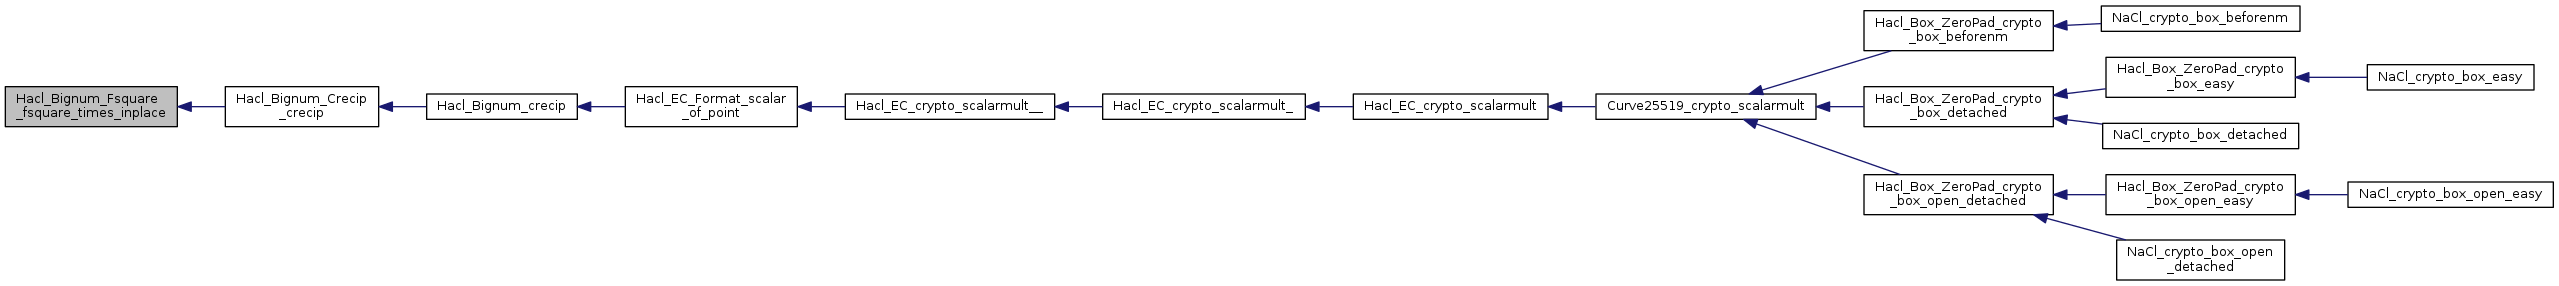 Hacl_Bignum_Fsquare
_fsquare_times_inplace
Hacl_Bignum_Crecip
_crecip
Hacl_Bignum_crecip
Hacl_EC_Format_scalar
_of_point
Hacl_EC_crypto_scalarmult__
Hacl_EC_crypto_scalarmult_
Hacl_EC_crypto_scalarmult
Curve25519_crypto_scalarmult
Hacl_Box_ZeroPad_crypto
_box_beforenm
NaCl_crypto_box_beforenm
Hacl_Box_ZeroPad_crypto
_box_detached
Hacl_Box_ZeroPad_crypto
_box_easy
NaCl_crypto_box_easy
NaCl_crypto_box_detached
Hacl_Box_ZeroPad_crypto
_box_open_detached
Hacl_Box_ZeroPad_crypto
_box_open_easy
NaCl_crypto_box_open_easy
NaCl_crypto_box_open
_detached